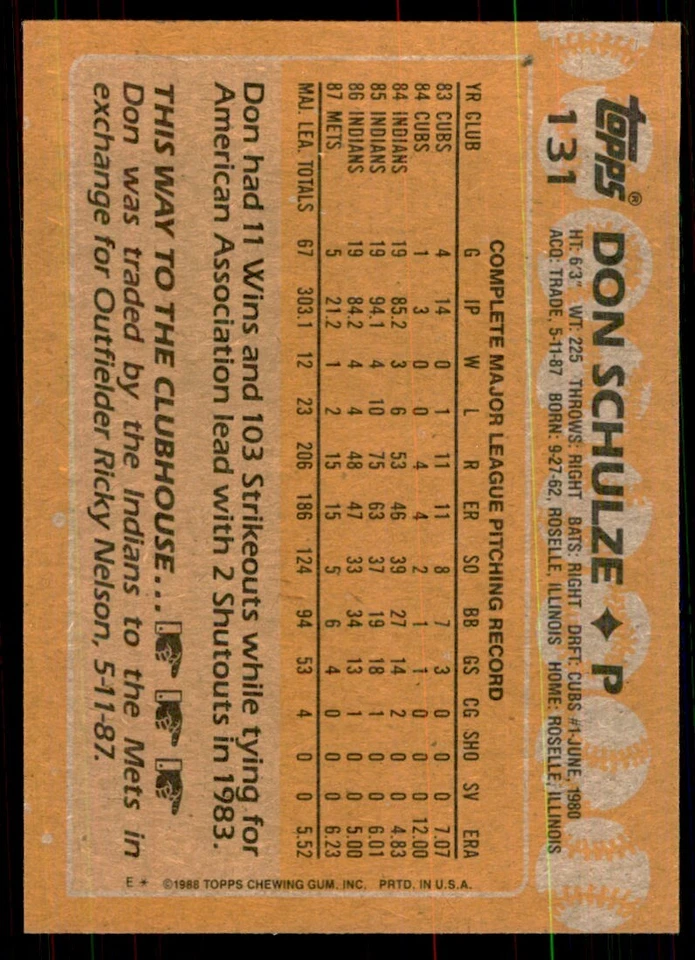 Topps®
131
DON SCHULZE ♦ P
HT: 6'3" WT: 225 THROWS: RIGHT BATS: RIGHT DRFT: CUBS #1-JUNE, 1980
ACQ: TRADE, 5-11-87 BORN: 9-27-62, ROSELLE, ILLINOIS HOME: ROSELLE, ILLINOIS
COMPLETE MAJOR LEAGUE PITCHING RECORD
YR CLUB G IP W L R ER SO BB GS CG SHO SV ERA
83 CUBS 4 14 0 1 11 11 8 7 3 0 0 0 7.07
84 CUBS 1 3 0 0 4 4 2 1 1 0 0 0 12.00
84 INDIANS 19 85.2 3 6 53 46 39 27 14 2 0 0 4.83
85 INDIANS 19 94.1 4 10 75 63 37 19 18 1 0 0 6.01
86 INDIANS 19 84.2 4 4 48 47 33 34 13 1 0 0 5.00
87 METS 5 21.2 1 2 15 15 5 6 4 0 0 0 6.23
MAJ. LEA. TOTALS 67 303.1 12 23 206 186 124 94 53 4 0 0 5.52
Don had 11 Wins and 103 Strikeouts while tying for
American Association lead with 2 Shutouts in 1983.
THIS WAY TO THE CLUBHOUSE...
Don was traded by the Indians to the Mets in
exchange for Outfielder Ricky Nelson, 5-11-87.
E * ©1988 TOPPS CHEWING GUM, INC. PRTD. IN U.S.A.